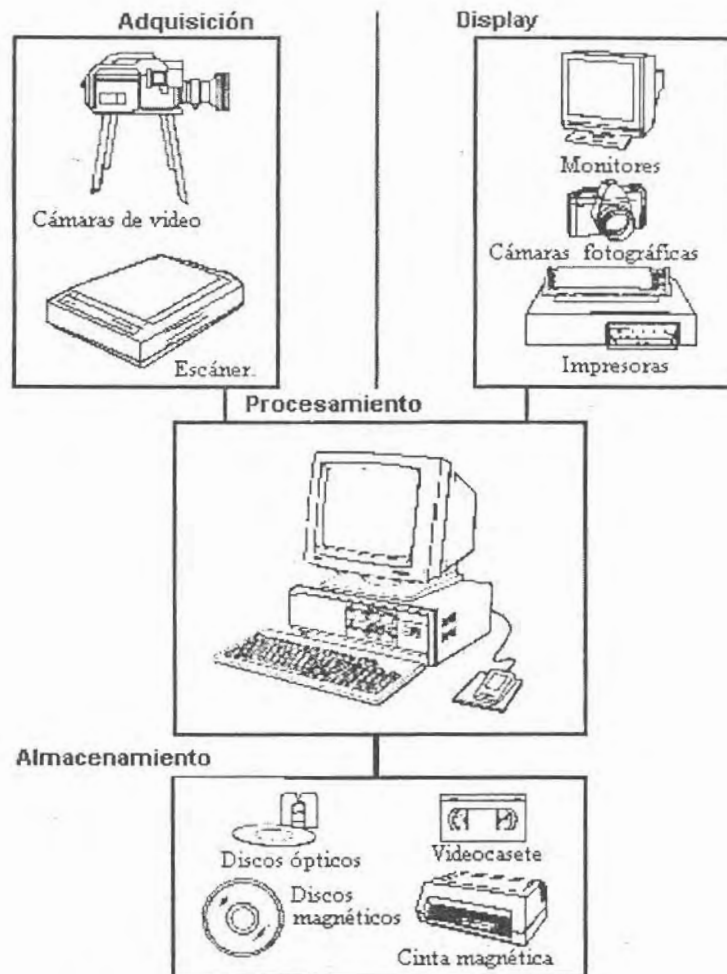 Adquisición
Display
Cámaras de video
Escáner.
Monitores
Cámaras fotográficas
Impresoras
Procesamiento
Almacenamiento
Discos ópticos
Videocasete
Discos
magnéticos
Cinta magnética